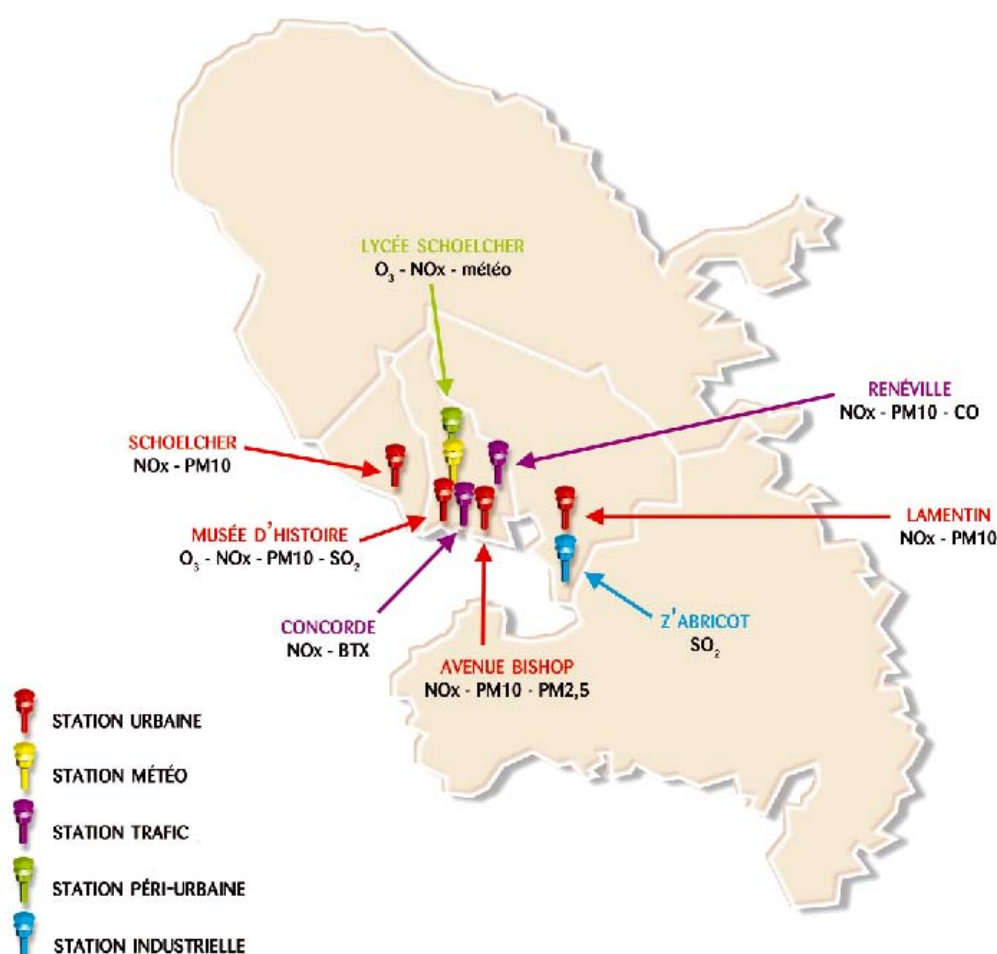 LYCÉE SCHOELCHER
O₃ - NOx - météo
RENÉVILLE
NOx - PM10 - CO
SCHOELCHER
NOx - PM10
MUSÉE D'HISTOIRE
O₃ - NOx - PM10 - SO₂
LAMENTIN
NOx - PM10
CONCORDE
NOx - BTX
Z'ABRICOT
SO₂
AVENUE BISHOP
NOx - PM10 - PM2,5
STATION URBAINE
STATION MÉTÉO
STATION TRAFIC
STATION PÉRI-URBAINE
STATION INDUSTRIELLE